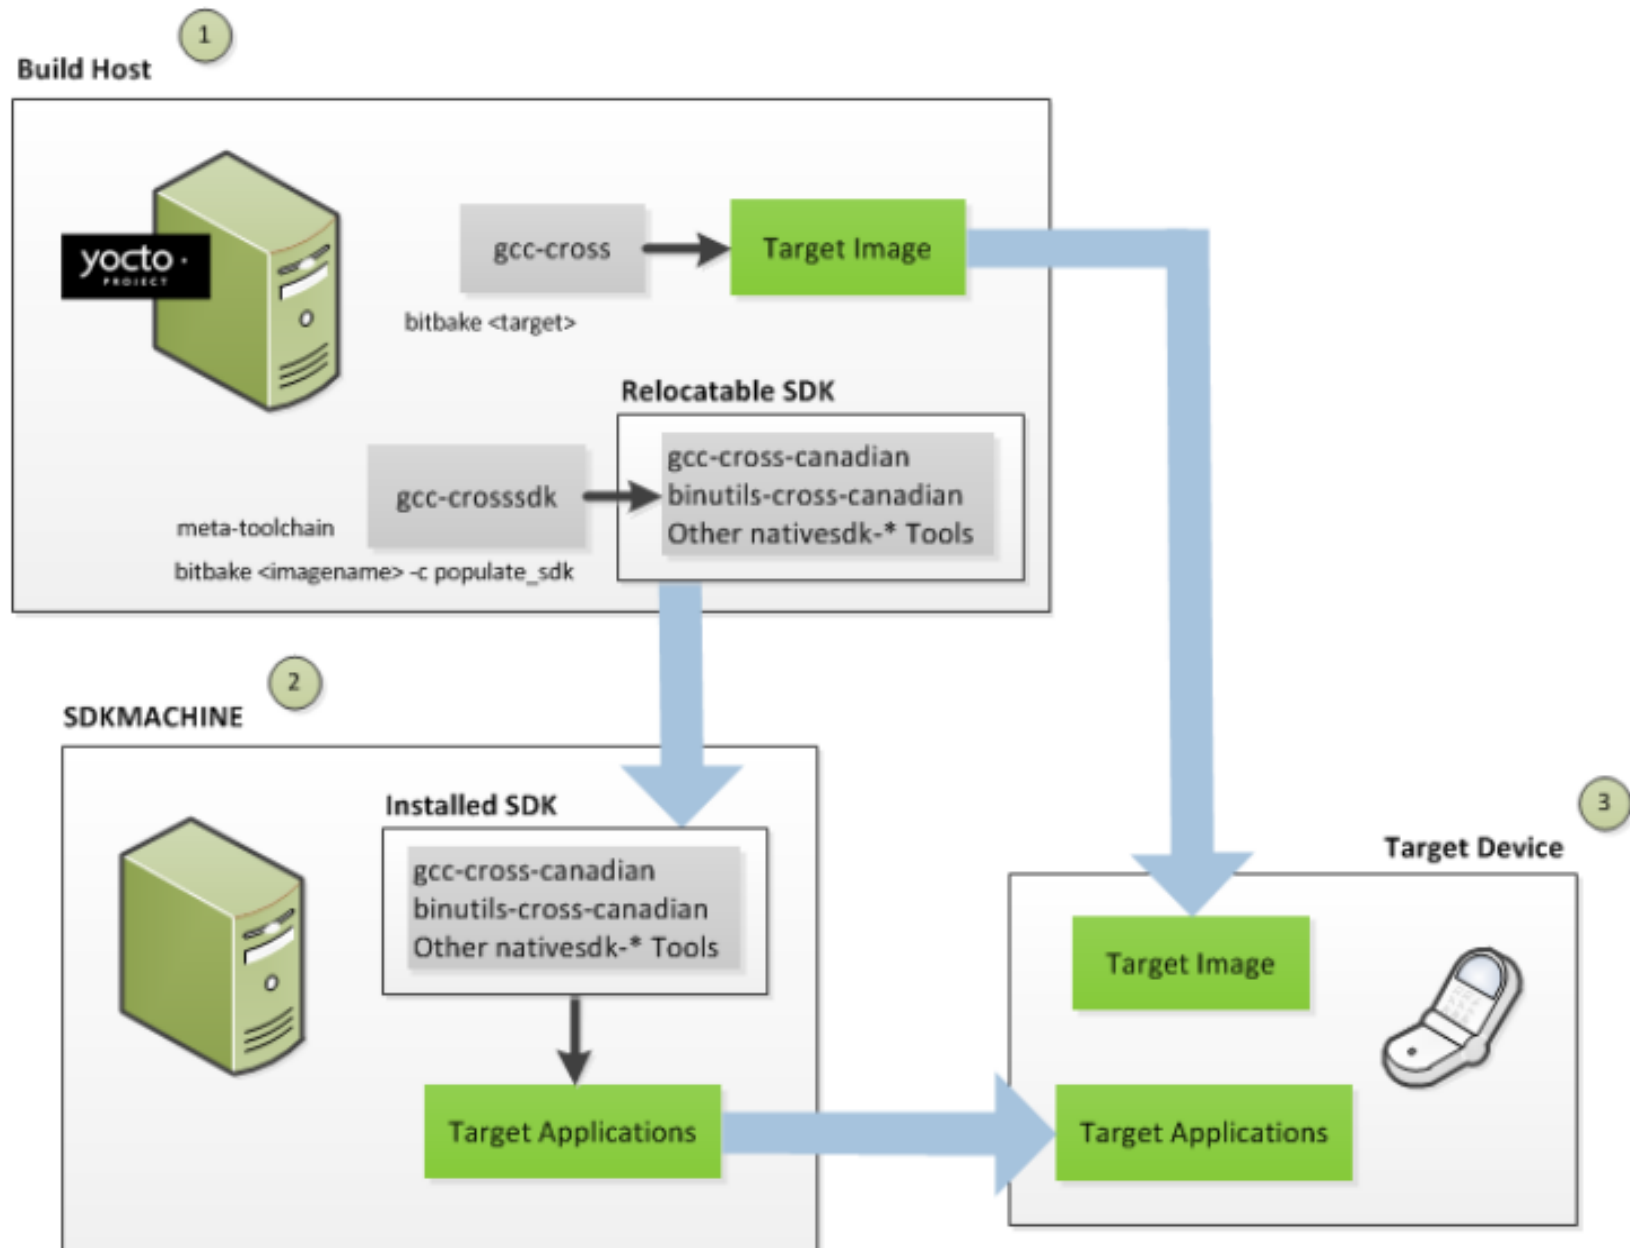 1
Build Host
yocto ·
PROJECT
gcc-cross
Target Image
bitbake <target>
Relocatable SDK
gcc-cross-canadian
binutils-cross-canadian
Other nativesdk-* Tools
gcc-crosssdk
meta-toolchain
bitbake <imagename> -c populate_sdk
2
SDKMACHINE
Installed SDK
gcc-cross-canadian
binutils-cross-canadian
Other nativesdk-* Tools
Target Applications
3
Target Device
Target Image
Target Applications